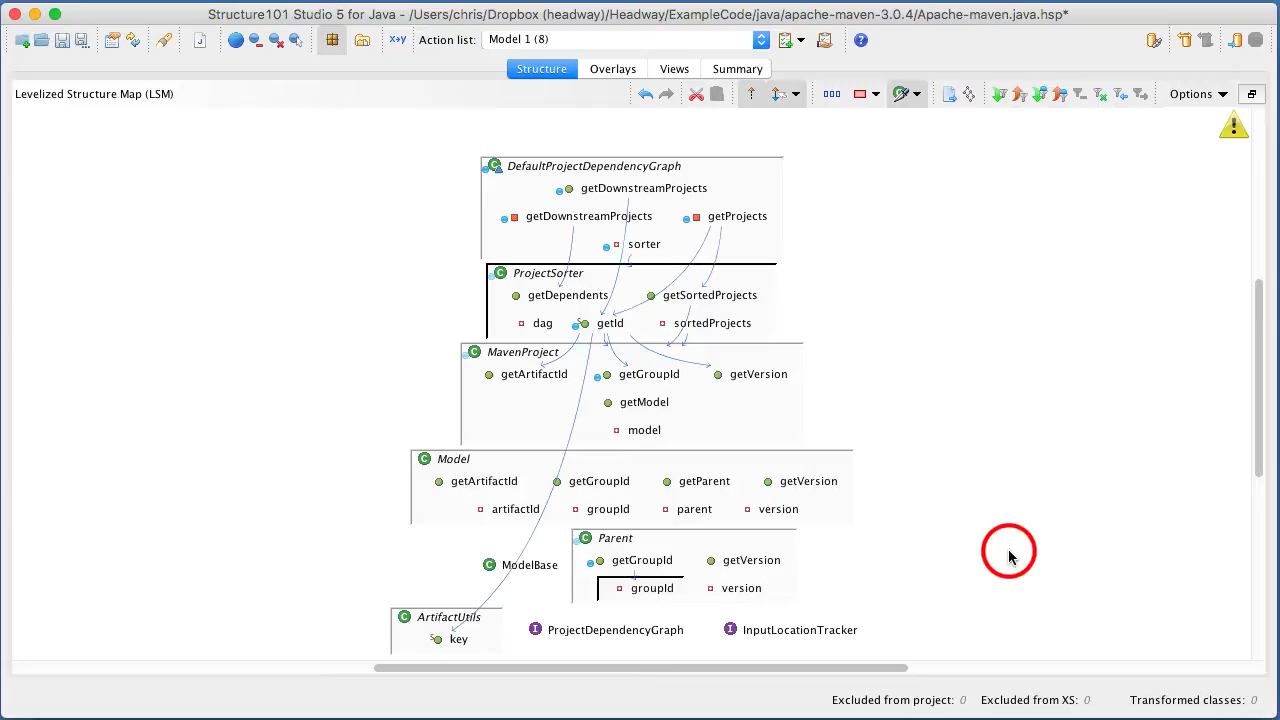 Structure101 Studio 5 for Java - /Users/chris/Dropbox (headway)/Headway/ExampleCode/java/apache-maven-3.0.4/Apache-maven.java.hsp*
X+Y Action list: Model 1 (8)
Structure Overlays Views Summary
Levelized Structure Map (LSM) Options
DefaultProjectDependencyGraph
getDownstreamProjects
getDownstreamProjects getProjects
sorter
ProjectSorter
getDependents getSortedProjects
dag getId sortedProjects
MavenProject
getArtifactId getGroupId getVersion
getModel
model
Model
getArtifactId getGroupId getParent getVersion
artifactId groupId parent version
Parent
getGroupId getVersion
ModelBase
groupId version
ArtifactUtils
ProjectDependencyGraph InputLocationTracker
key
Excluded from project: 0 Excluded from XS: 0 Transformed classes: 0